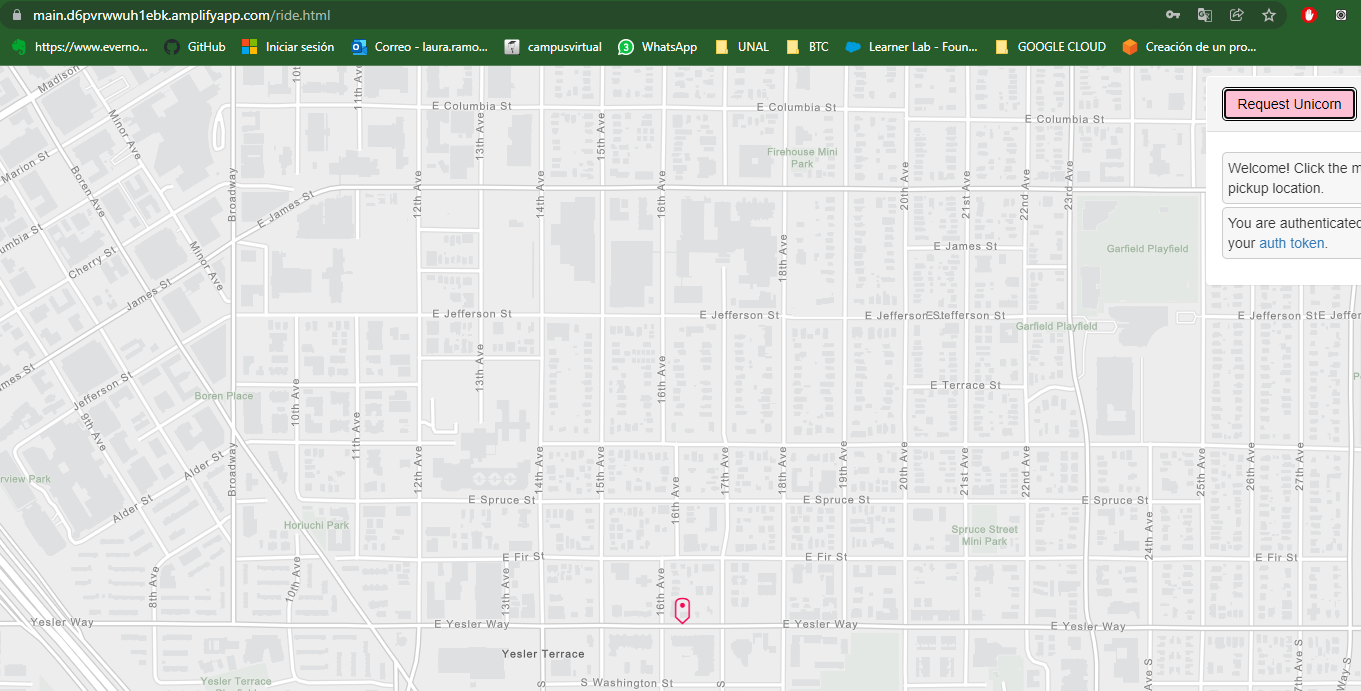 main.d6pvrwwuh1ebk.amplifyapp.com/ride.html
https://www.everno... GitHub Iniciar sesión Correo - laura.ramo... campusvirtual 3 WhatsApp UNAL BTC Learner Lab - Foun... GOOGLE CLOUD Creación de un pro...
Request Unicorn
Welcome! Click the m
pickup location.
You are authenticated
your auth token.
Madison
10th
11th Av
E Columbia St
E Columbia St
E Columbia St
Minor Ave
13th Ave
15th Ave
Firehouse Mini
Park
Marion St
Boren Ave
Broadway
12th Ave
14th Ave
16th Ave
20th Ave
21st Ave
22nd Ave
23rd Ave
E James St
umbia St
Cherry St
Minor Ave
18th Ave
E James St
Garfield Playfield
James St
E Jefferson St
E Jefferson St
E Jefferson
E Jefferson St
E Jefferson St
E Jeffer
Garfield Playfield
mes St
Jefferson St
Boren Place
10th Ave
13th Ave
16th Ave
E Terrace St
9th Ave
11th Ave
rview Park
Alder St
Alder St
Broadway
12th Ave
14th Ave
15th Ave
16th Ave
17th Ave
18th Ave
19th Ave
20th Ave
21st Ave
22nd Ave
25th Ave
26th Ave
27th Ave
E Spruce St
E Spruce St
E Spruce St
Horiuchi Park
Spruce Street
Mini Park
24th Ave
E Fir St
E Fir St
E Fir St
8th Ave
10th Ave
13th Ave
16th Ave
Yesler Way
E Yesler Way
E Yesler Way
E Yesler Way
Yesler Terrace
Yesler Terrace
S Washington St
S
S
Ave S
7th Ave S
Way S